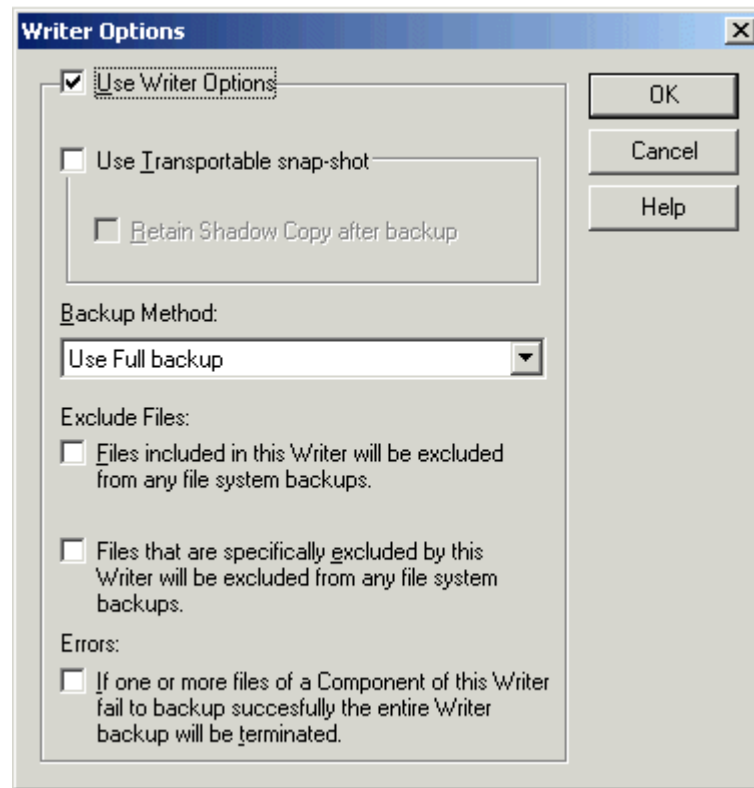 Writer Options
Use Writer Options
OK
Use Transportable snap-shot
Cancel
Retain Shadow Copy after backup
Help
Backup Method:
Use Full backup
Exclude Files:
Files included in this Writer will be excluded
from any file system backups.
Files that are specifically excluded by this
Writer will be excluded from any file system
backups.
Errors:
If one or more files of a Component of this Writer
fail to backup succesfully the entire Writer
backup will be terminated.